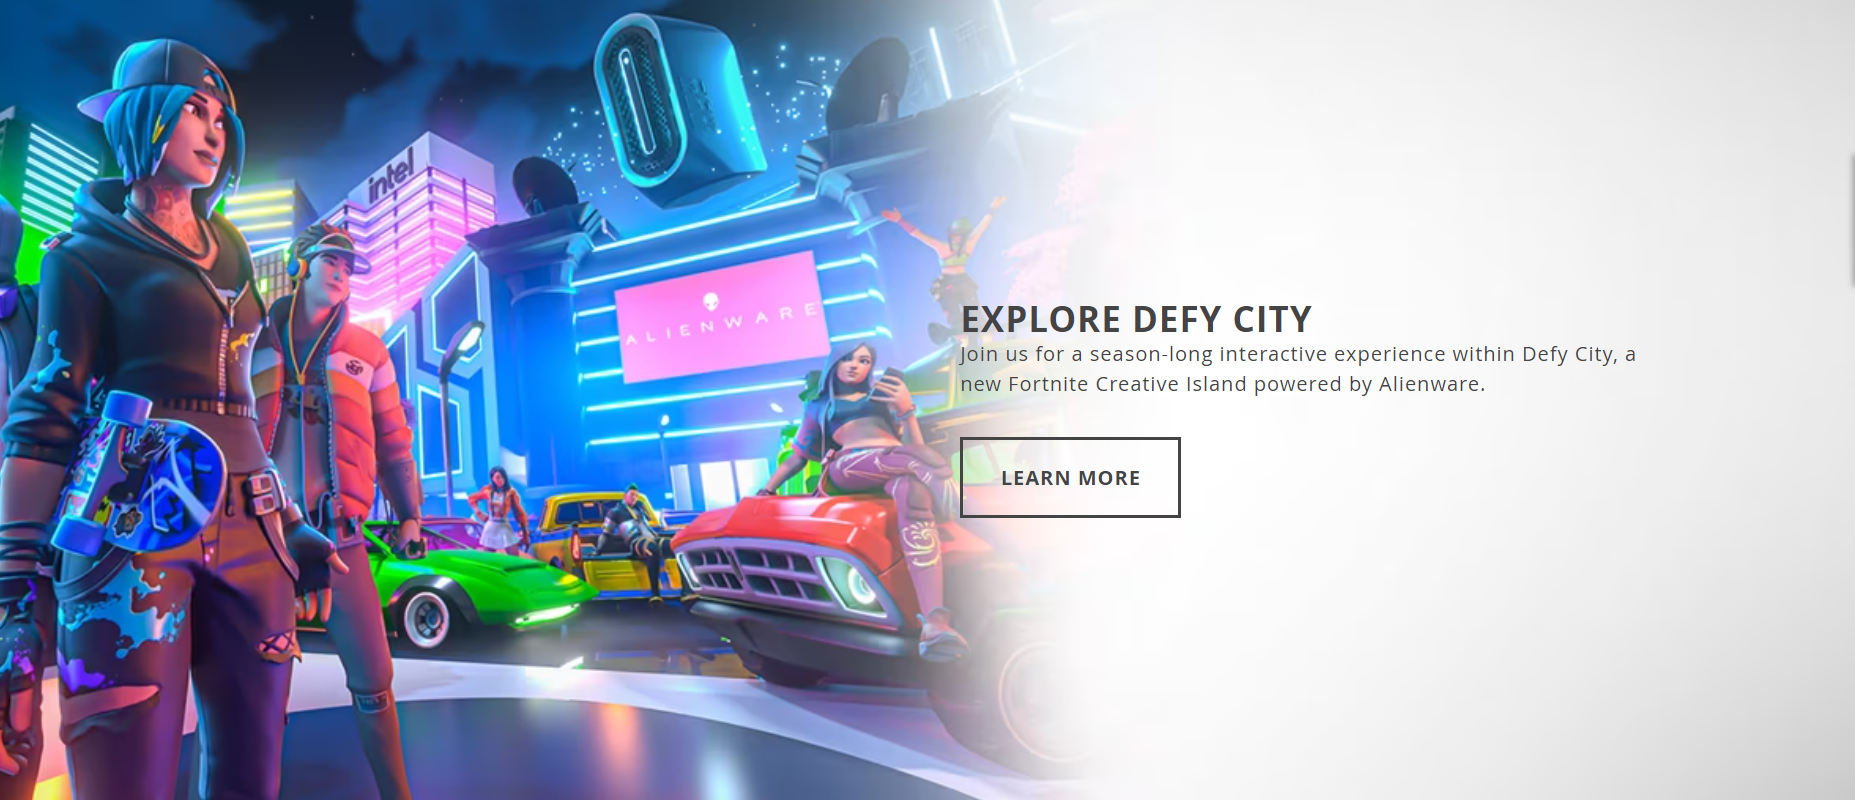 intel
ALIENWARE
EXPLORE DEFY CITY
Join us for a season-long interactive experience within Defy City, a
new Fortnite Creative Island powered by Alienware.
LEARN MORE